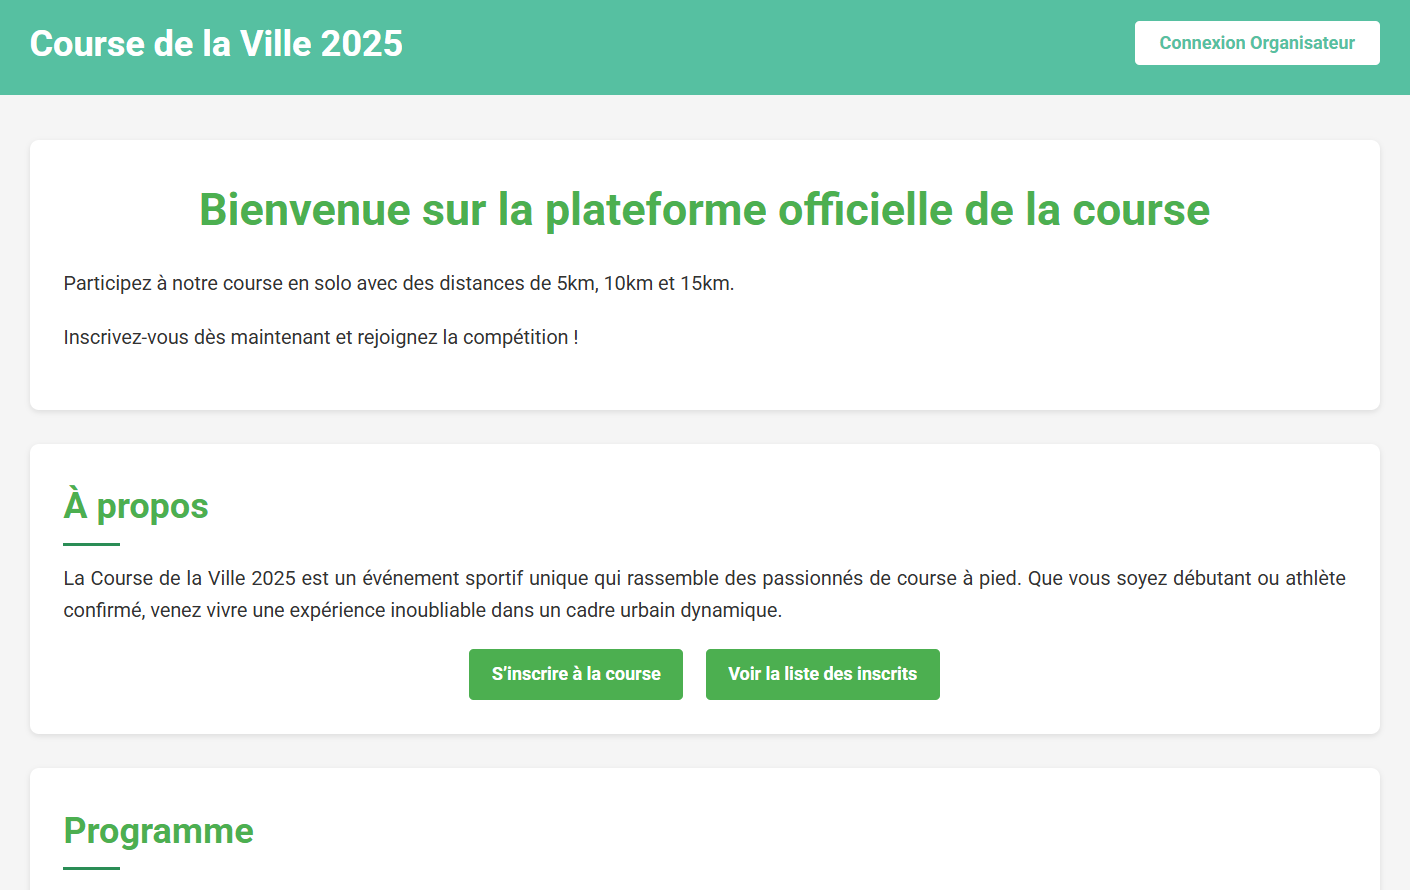 Course de la Ville 2025
Connexion Organisateur
Bienvenue sur la plateforme officielle de la course
Participez à notre course en solo avec des distances de 5km, 10km et 15km.
Inscrivez-vous dès maintenant et rejoignez la compétition !
À propos
La Course de la Ville 2025 est un événement sportif unique qui rassemble des passionnés de course à pied. Que vous soyez débutant ou athlète
confirmé, venez vivre une expérience inoubliable dans un cadre urbain dynamique.
S’inscrire à la course
Voir la liste des inscrits
Programme